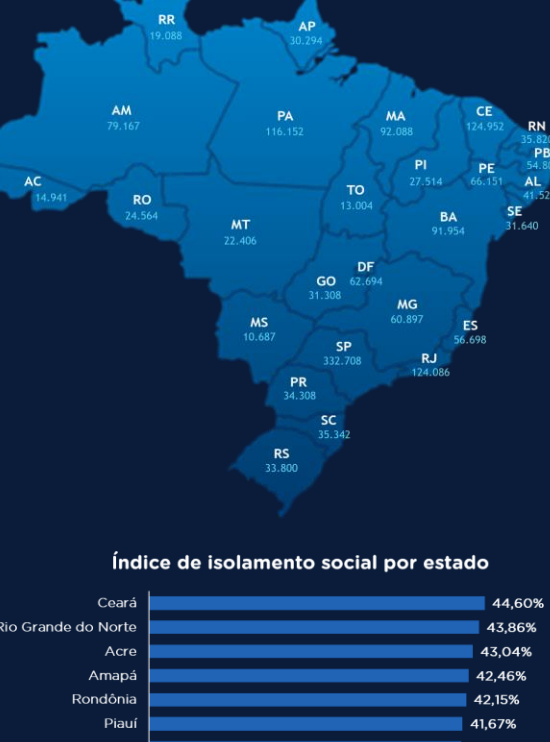 RR
19.088
AP
30.294
AM
79.167
PA
116.152
MA
92.088
CE
124.952
RN
PB
AC
14.941
RO
24.564
TO
13.004
PI
27.514
PE
66.151
AL
MT
22.406
BA
91.954
SE
31.640
GO
31.308
DF
62.694
MG
60.897
MS
10.687
SP
332.708
ES
56.698
RJ
124.086
PR
34.308
SC
35.342
RS
33.800
Índice de isolamento social por estado
Ceará 44,60%
Rio Grande do Norte 43,86%
Acre 43,04%
Amapá 42,46%
Rondônia 42,15%
Piauí 41,67%